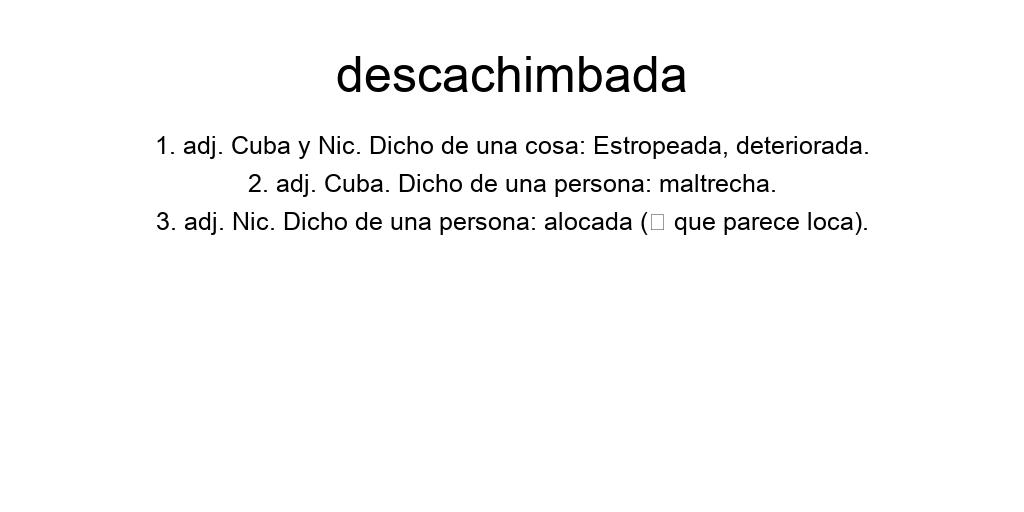 descachimbada
1. adj. Cuba y Nic. Dicho de una cosa: Estropeada, deteriorada.
2. adj. Cuba. Dicho de una persona: maltrecha.
3. adj. Nic. Dicho de una persona: alocada (▯ que parece loca).